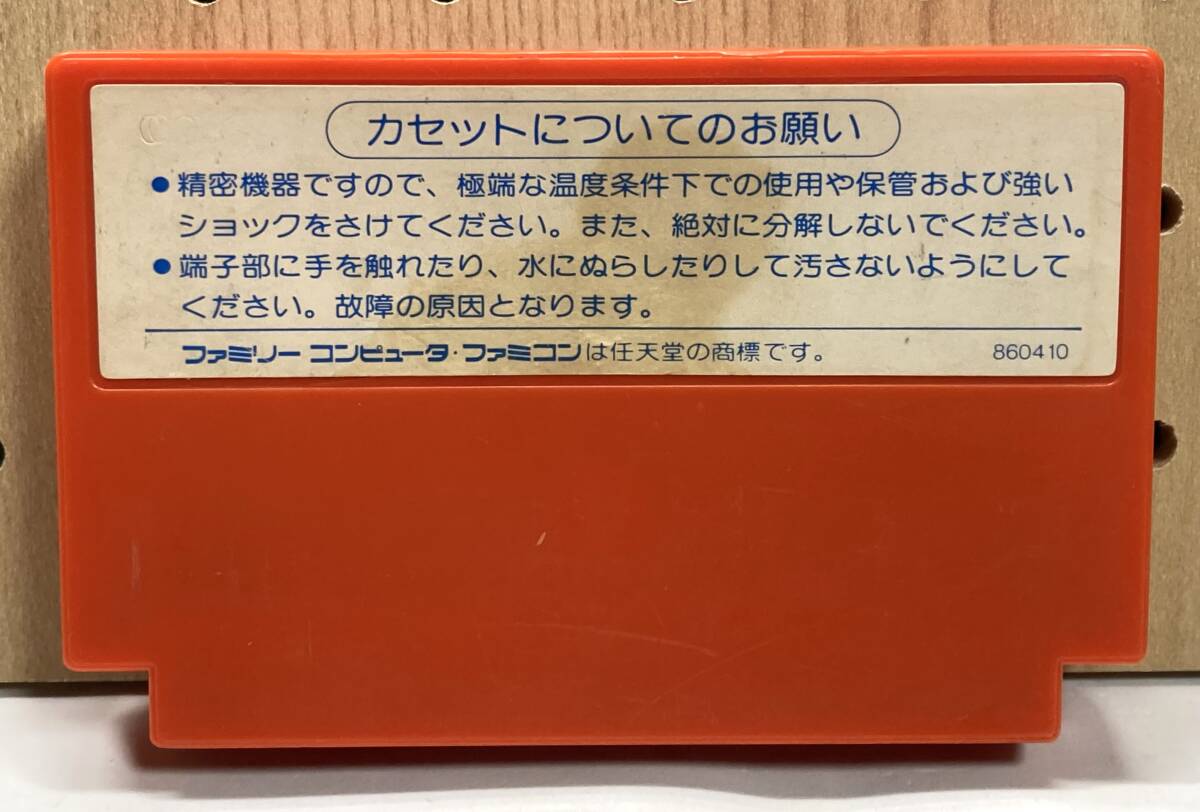 カセットについてのお願い
●精密機器ですので、極端な温度条件下での使用や保管および強い
ショックをさけてください。また、絶対に分解しないでください。
●端子部に手を触れたり、水にぬらしたりして汚さないようにして
ください。故障の原因となります。
ファミリー コンピュータ・ファミコンは任天堂の商標です。 860410